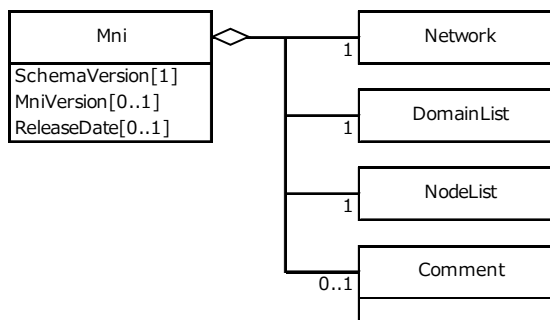 Mni
SchemaVersion[1]
MniVersion[0..1]
ReleaseDate[0..1]
Network
1
DomainList
1
NodeList
1
Comment
0..1